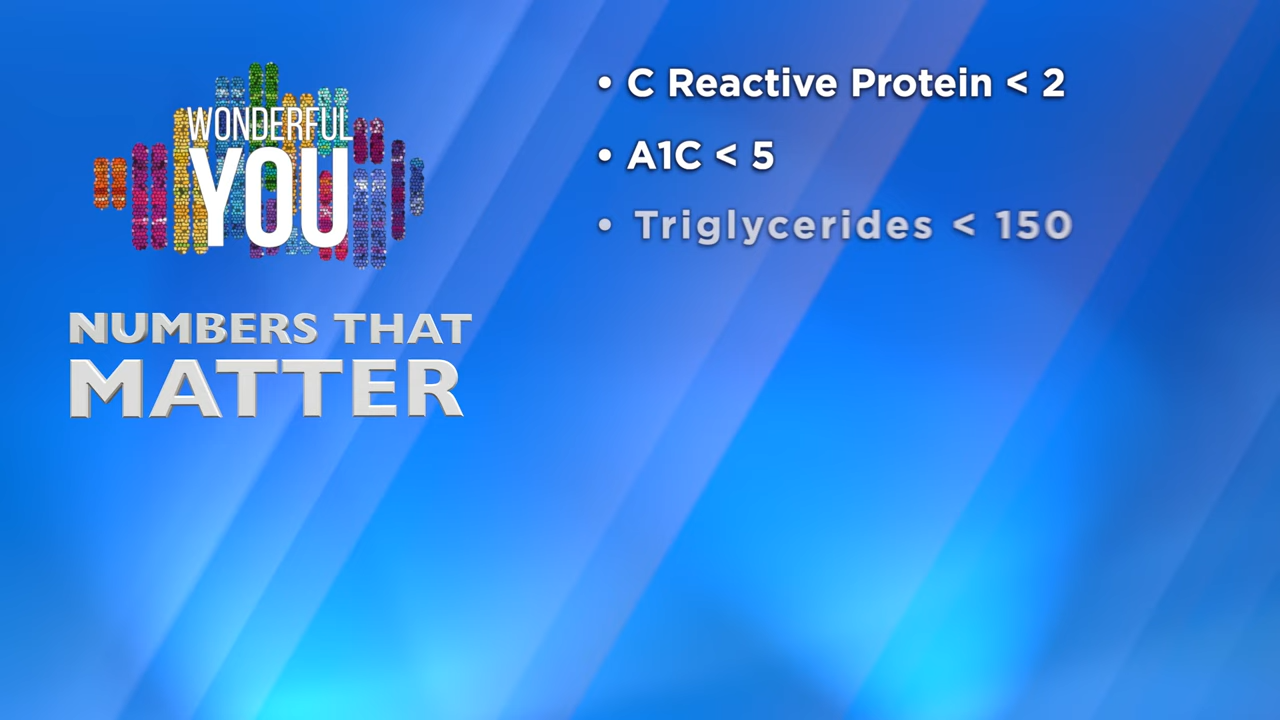 WONDERFUL
YOU
NUMBERS THAT
MATTER
• C Reactive Protein < 2
• A1C < 5
• Triglycerides < 150